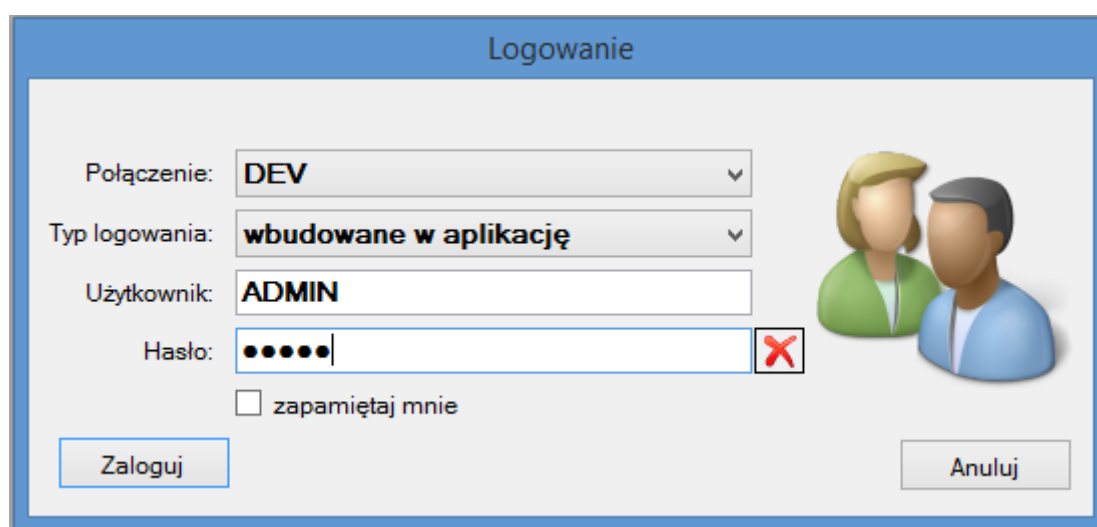 Logowanie
Połączenie: DEV
Typ logowania: wbudowane w aplikację
Użytkownik: ADMIN
Hasło: ●●●●●
zapamiętaj mnie
Zaloguj Anuluj